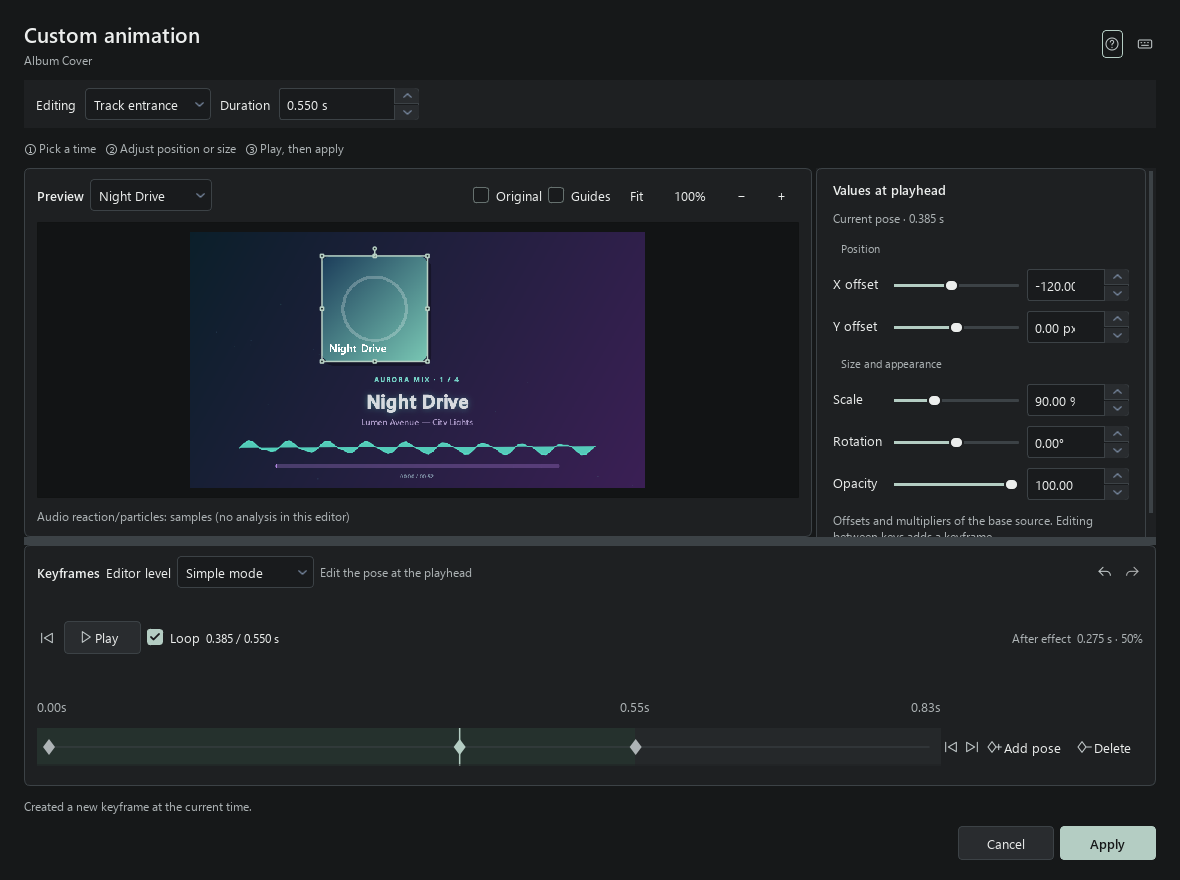 Custom animation
Album Cover
Editing Track entrance Duration 0.550 s
① Pick a time ② Adjust position or size ③ Play, then apply
Preview Night Drive Original Guides Fit 100% − +
Night Drive
AURORA MIX · 1 / 4
Night Drive
Lumen Avenue — City Lights
Audio reaction/particles: samples (no analysis in this editor)
Values at playhead
Current pose · 0.385 s
Position
X offset -120.00
Y offset 0.00 px
Size and appearance
Scale 90.00 %
Rotation 0.00°
Opacity 100.00
Offsets and multipliers of the base source. Editing
between keys adds a keyframe.
Keyframes Editor level Simple mode Edit the pose at the playhead
Play Loop 0.385 / 0.550 s After effect 0.275 s · 50%
0.00s 0.55s 0.83s
Add pose Delete
Created a new keyframe at the current time.
Cancel Apply